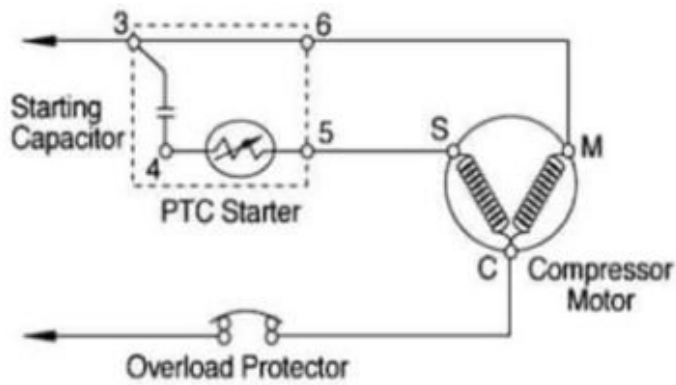 3 6
Starting
Capacitor
4
5
S
M
PTC Starter
C
Compressor
Motor
Overload Protector